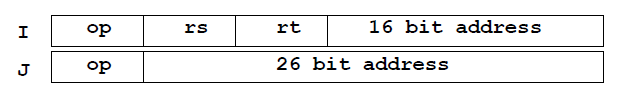 I op rs rt 16 bit address
J op 26 bit address